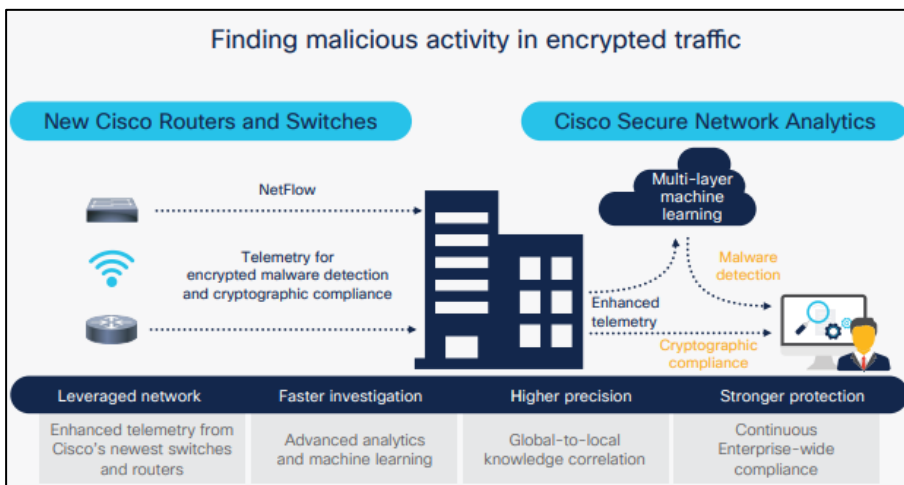 Finding malicious activity in encrypted traffic
New Cisco Routers and Switches
Cisco Secure Network Analytics
NetFlow
Telemetry for
encrypted malware detection
and cryptographic compliance
Multi-layer
machine
learning
Malware
detection
Enhanced
telemetry
Cryptographic
compliance
Leveraged network
Faster investigation
Higher precision
Stronger protection
Enhanced telemetry from
Cisco's newest switches
and routers
Advanced analytics
and machine learning
Global-to-local
knowledge correlation
Continuous
Enterprise-wide
compliance